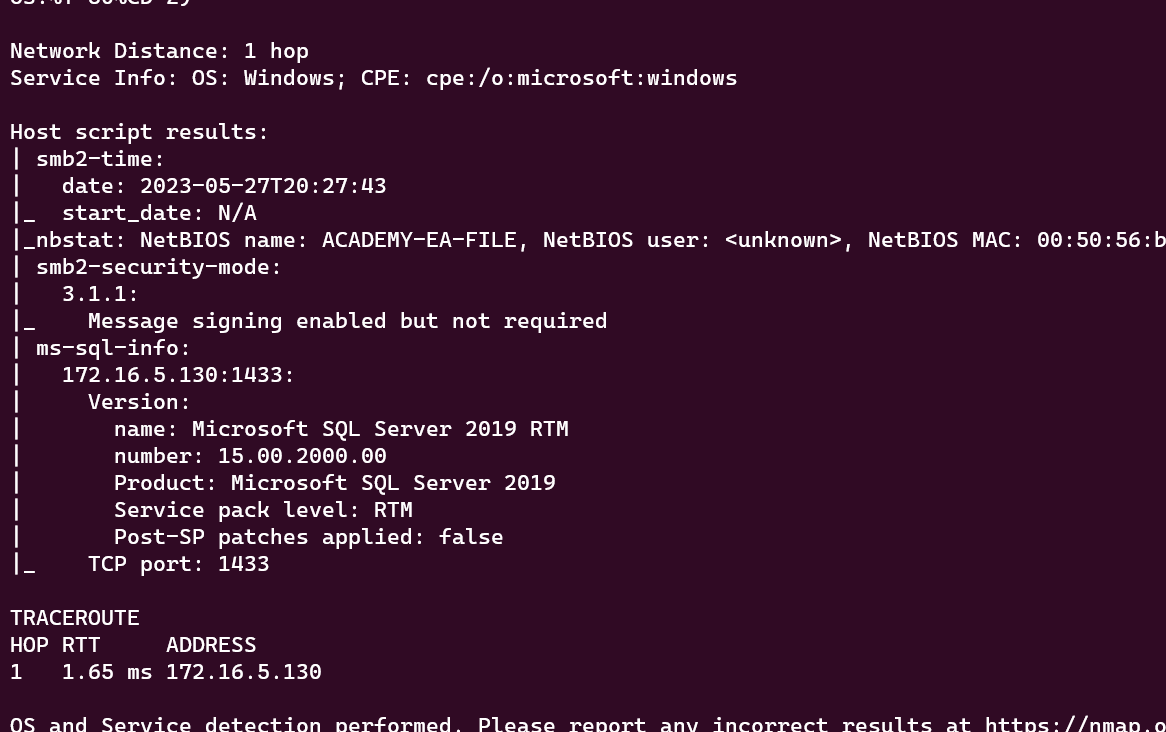 Network Distance: 1 hop
Service Info: OS: Windows; CPE: cpe:/o:microsoft:windows
Host script results:
| smb2-time:
|   date: 2023-05-27T20:27:43
|_  start_date: N/A
|_nbstat: NetBIOS name: ACADEMY-EA-FILE, NetBIOS user: <unknown>, NetBIOS MAC: 00:50:56:b
| smb2-security-mode:
|   3.1.1:
|_    Message signing enabled but not required
| ms-sql-info:
|   172.16.5.130:1433:
|     Version:
|       name: Microsoft SQL Server 2019 RTM
|       number: 15.00.2000.00
|       Product: Microsoft SQL Server 2019
|       Service pack level: RTM
|       Post-SP patches applied: false
|_    TCP port: 1433
TRACEROUTE
HOP RTT     ADDRESS
1   1.65 ms 172.16.5.130
OS and Service detection performed. Please report any incorrect results at https://nmap.o